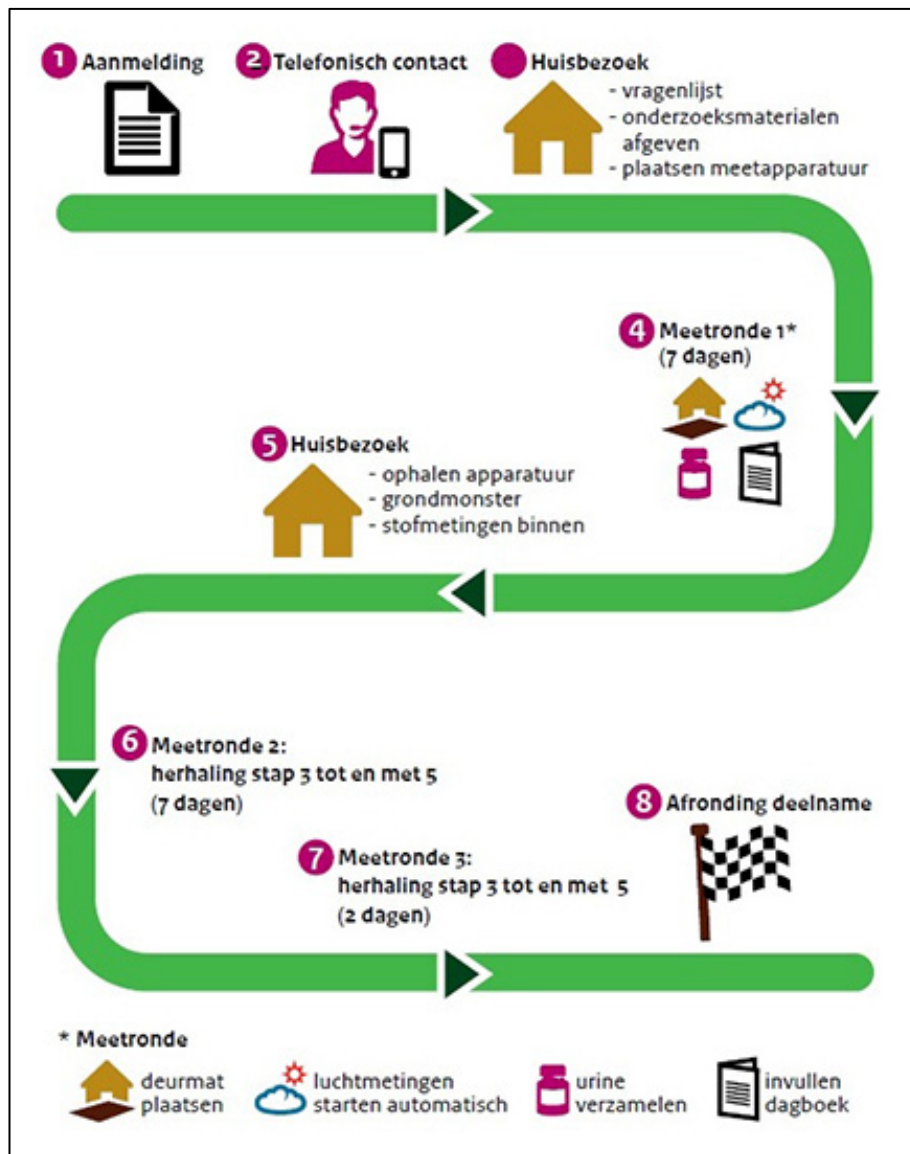 1 Aanmelding
2 Telefonisch contact
Huisbezoek
- vragenlijst
- onderzoeksmaterialen
afgeven
- plaatsen meetapparatuur
4 Meetronde 1*
(7 dagen)
5 Huisbezoek
- ophalen apparatuur
- grondmonster
- stofmetingen binnen
6 Meetronde 2:
herhaling stap 3 tot en met 5
(7 dagen)
7 Meetronde 3:
herhaling stap 3 tot en met 5
(2 dagen)
8 Afronding deelname
* Meetronde
deurmat
plaatsen
luchtmetingen
starten automatisch
urine
verzamelen
invullen
dagboek